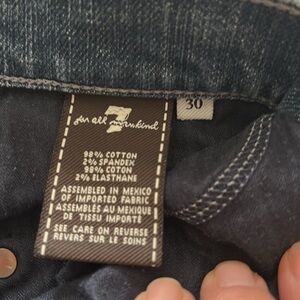 7
for all mankind
30
98% COTTON
2% SPANDEX
98% COTON
2% ELASTHANE
ASSEMBLED IN MEXICO
OF IMPORTED FABRIC
ASSEMBLÉS AU MEXIQUE
DE TISSU IMPORTÉ
SEE CARE ON REVERSE
REVERS SUR LE SOINS